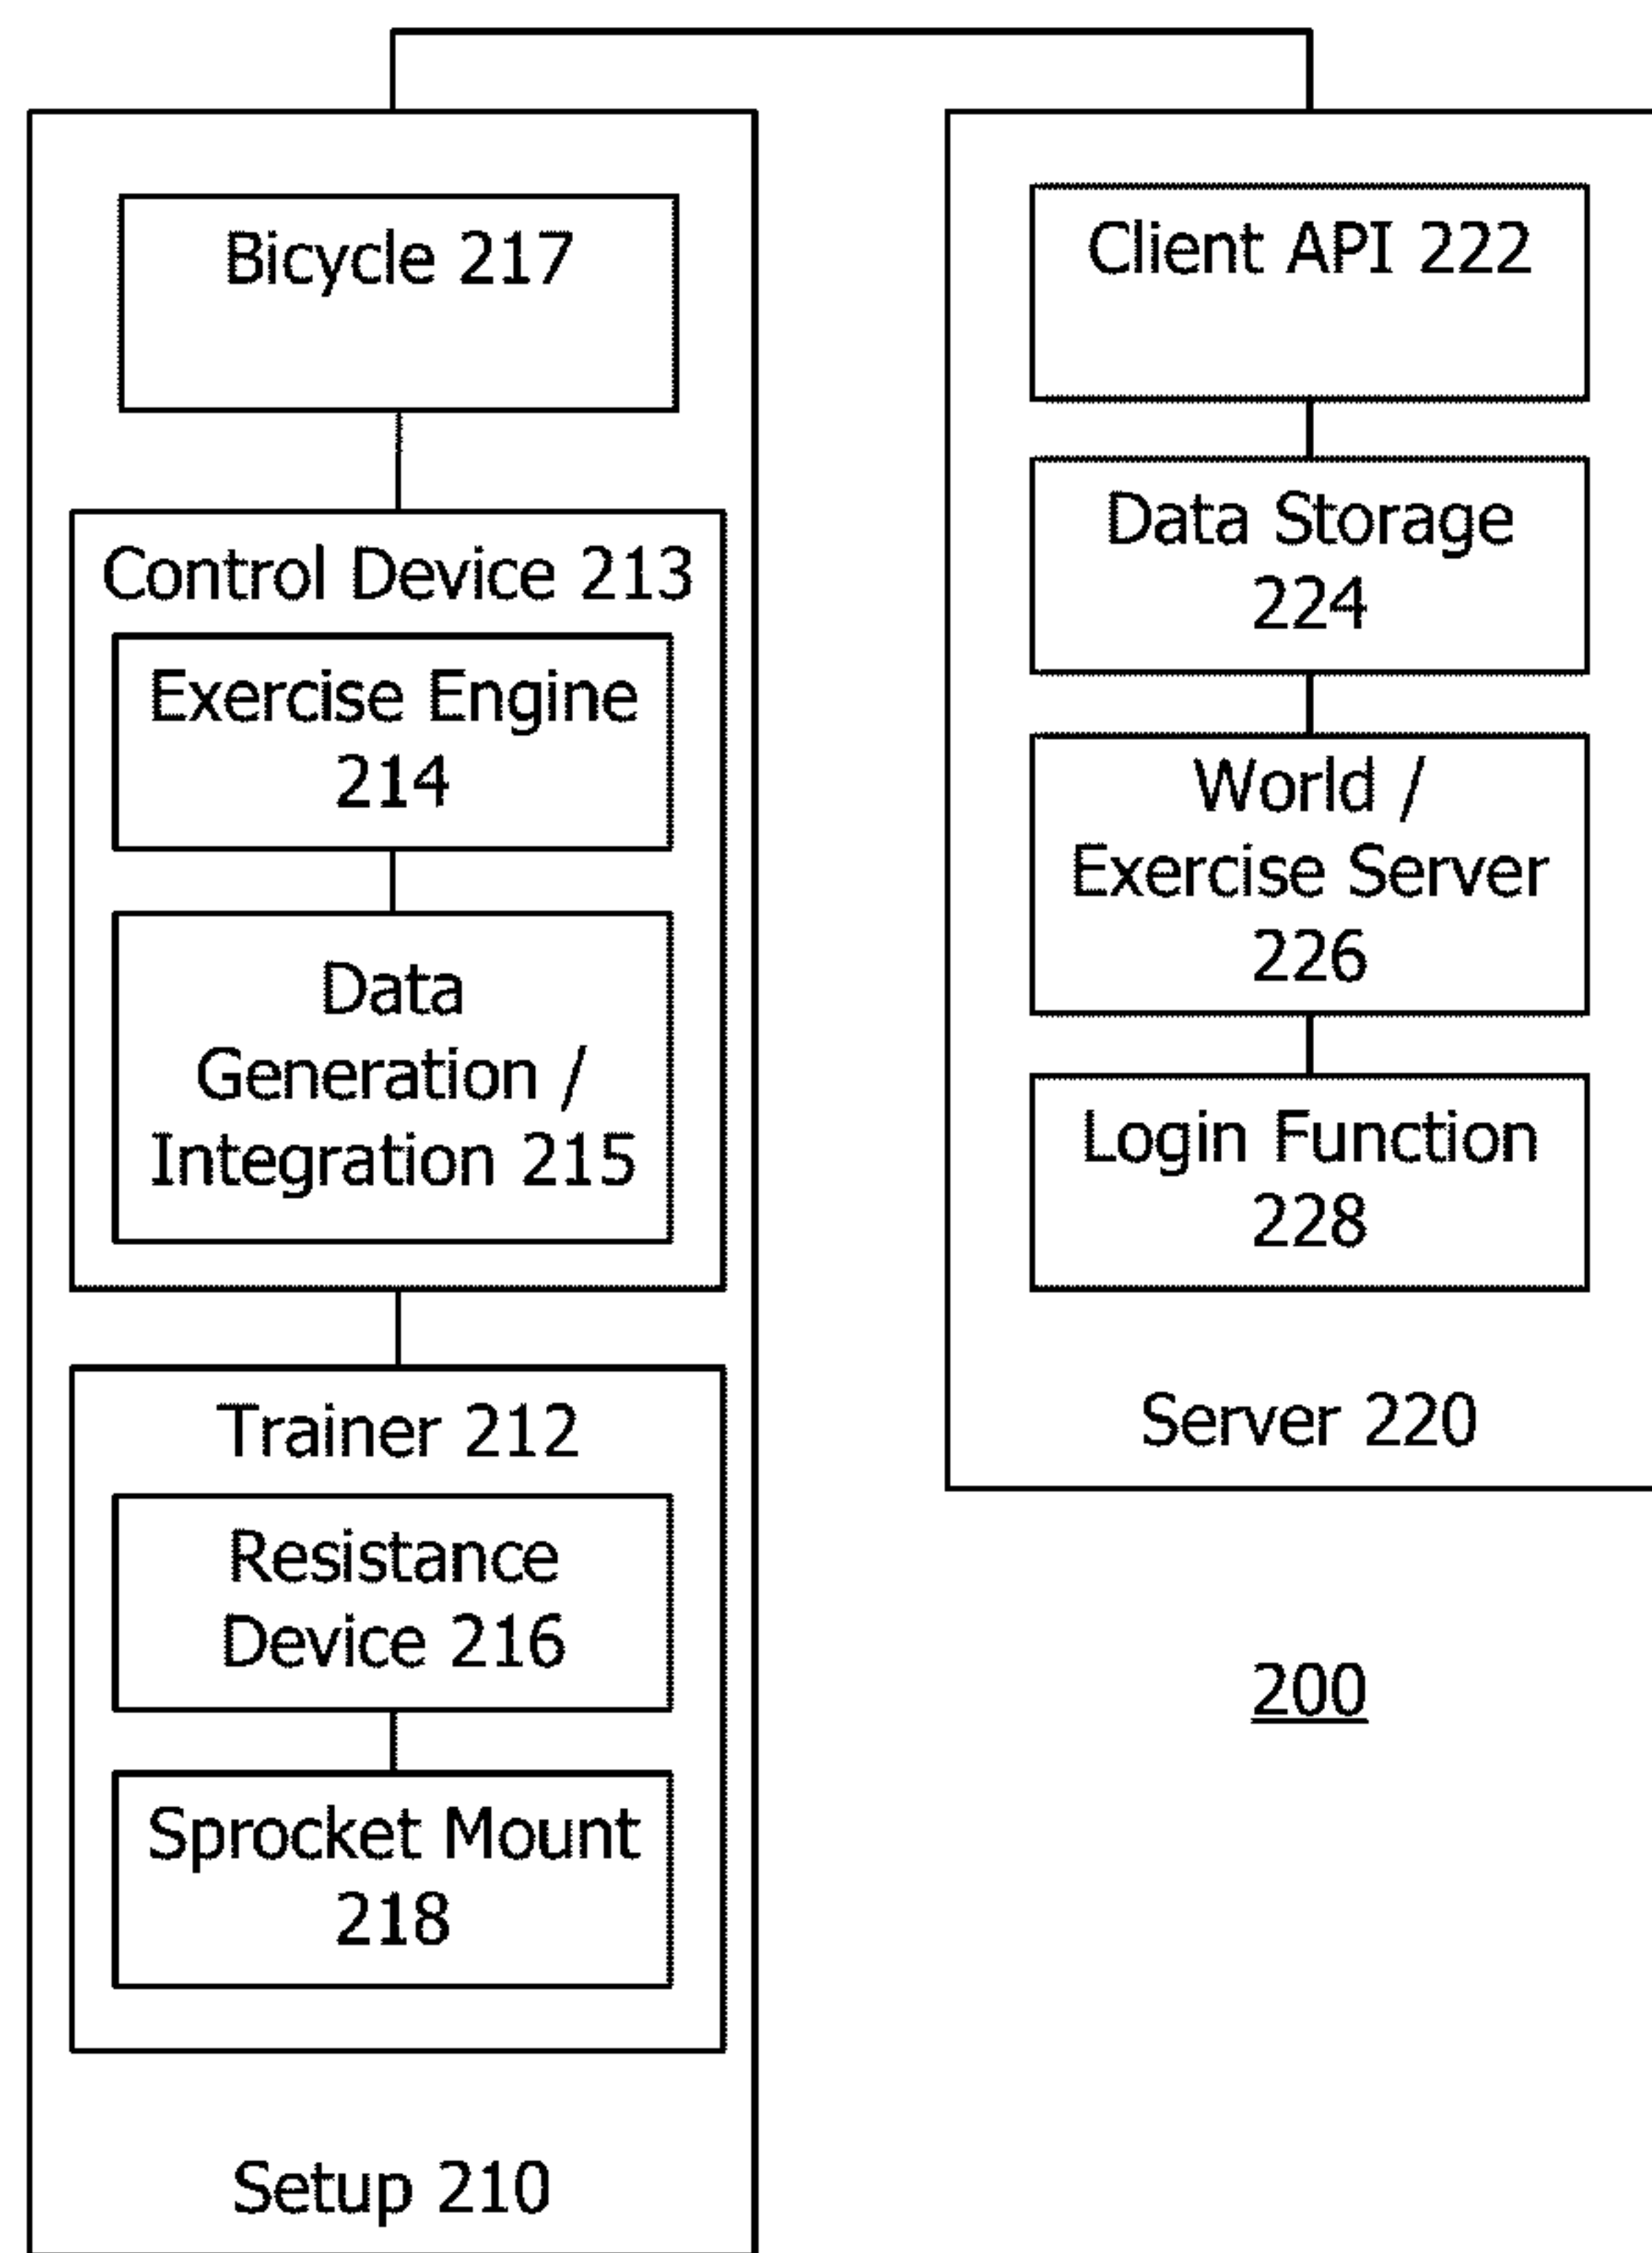 Bicycle 217
Control Device 213
Exercise Engine
214
Data
Generation /
Integration 215
Trainer 212
Resistance
Device 216
Sprocket Mount
218
Setup 210
Client API 222
Data Storage
224
World /
Exercise Server
226
Login Function
228
Server 220
200